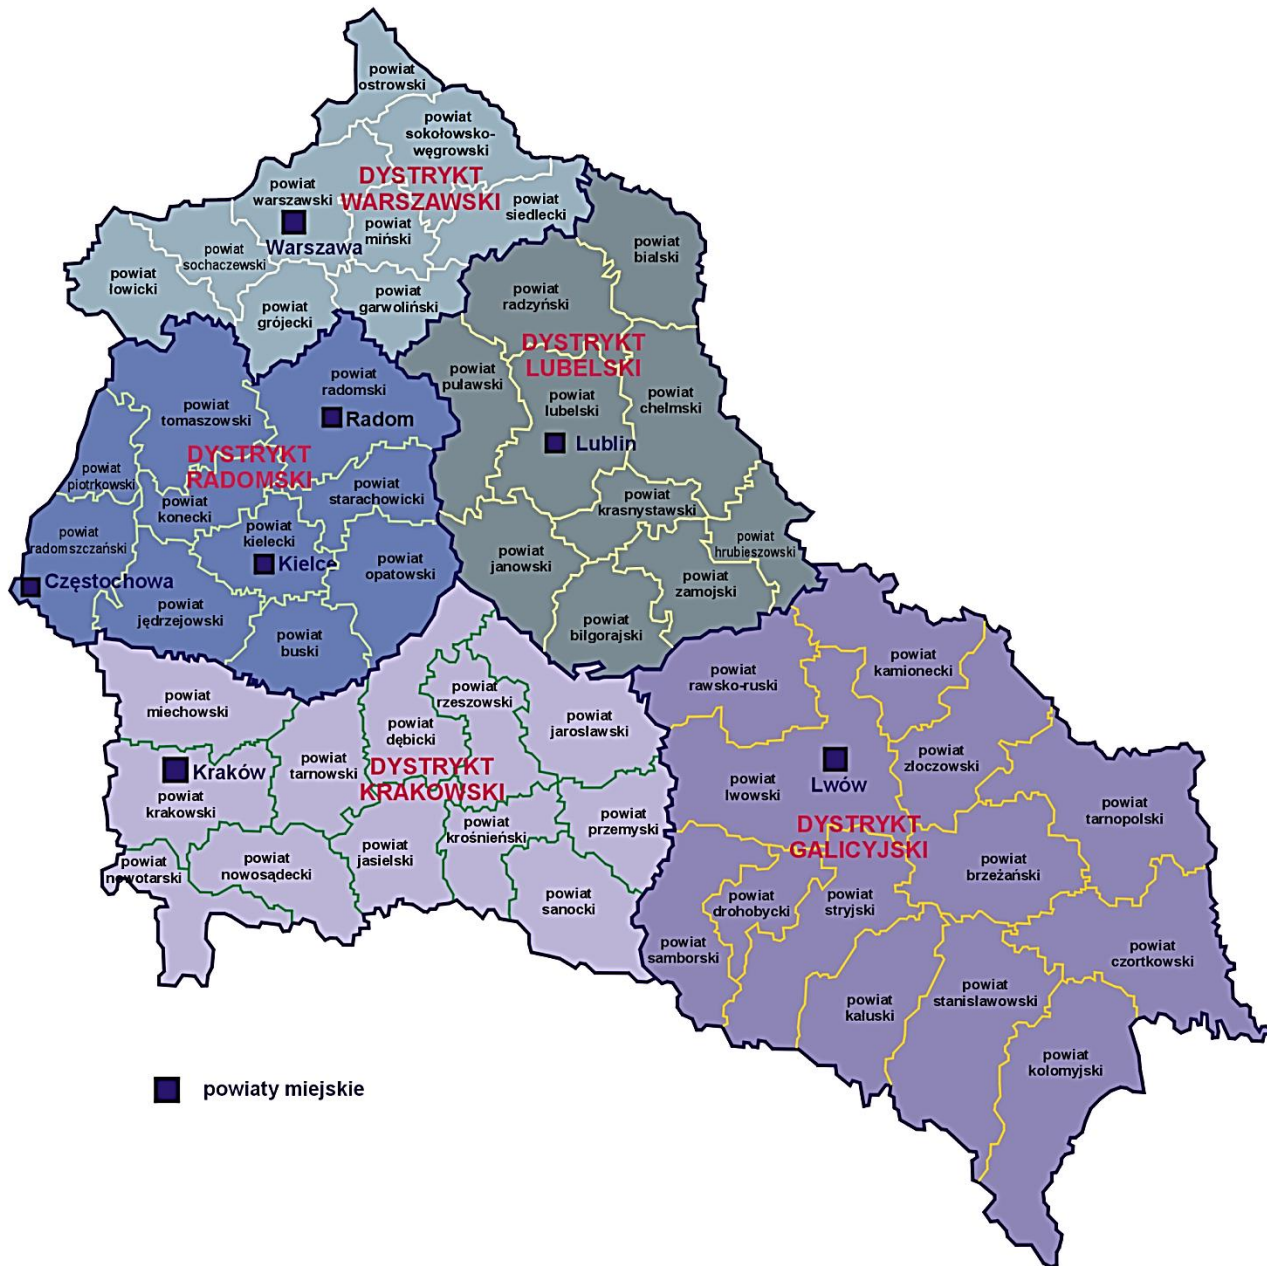 powiat
ostrowski
powiat
sokołowsko-
węgrowski
DYSTRYKT
WARSZAWSKI
powiat
warszawski
Warszawa
powiat
miński
powiat
siedlecki
powiat
sochaczewski
powiat
łowicki
powiat
grójecki
powiat
garwoliński
powiat
bialski
powiat
radzyński
DYSTRYKT
LUBELSKI
powiat
puławski
powiat
lubelski
Lublin
powiat
chełmski
powiat
krasnystawski
powiat
hrubieszowski
powiat
janowski
powiat
zamojski
powiat
biłgorajski
powiat
radomski
Radom
powiat
tomaszowski
DYSTRYKT
RADOMSKI
powiat
piotrkowski
powiat
konecki
powiat
starachowicki
powiat
kielecki
Kielce
powiat
radomszczański
Częstochowa
powiat
opatowski
powiat
jędrzejowski
powiat
buski
powiat
miechowski
powiat
rzeszowski
powiat
dębicki
powiat
jarosławski
Kraków
powiat
krakowski
powiat
tarnowski
DYSTRYKT
KRAKOWSKI
powiat
przemyski
powiat
krośnieński
powiat
jasielski
powiat
nowosądecki
powiat
nowotarski
powiat
sanocki
powiat
rawsko-ruski
powiat
kamionecki
powiat
złoczowski
powiat
lwowski
Lwów
DYSTRYKT
GALICYJSKI
powiat
tarnopolski
powiat
brzeżański
powiat
drohobycki
powiat
stryjski
powiat
samborski
powiat
czortkowski
powiat
stanisławowski
powiat
kałuski
powiat
kołomyjski
powiaty miejskie